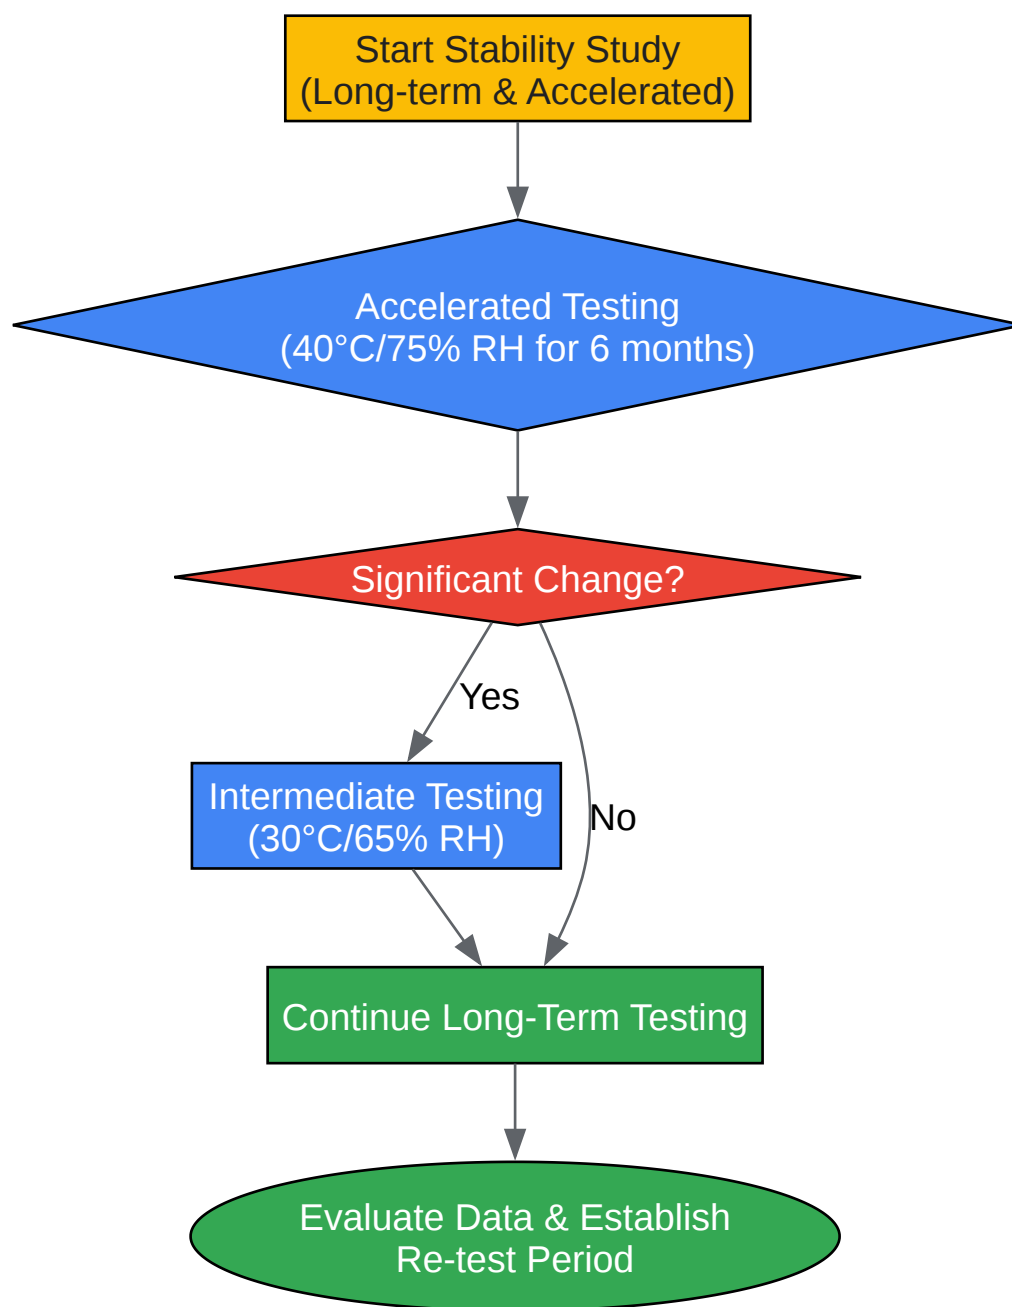 Start Stability Study
(Long-term & Accelerated)
Accelerated Testing
(40°C/75% RH for 6 months)
Significant Change?
Yes
Intermediate Testing
(30°C/65% RH)
No
Continue Long-Term Testing
Evaluate Data & Establish
Re-test Period